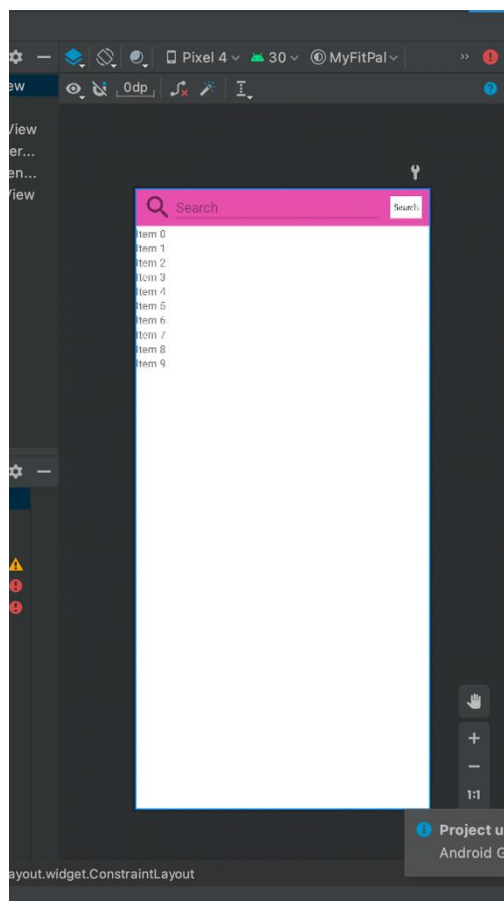 Pixel 4 30 MyFitPal
ew 0dp
View
er...
en...
View
Search Search
Item 0
Item 1
Item 2
Item 3
Item 4
Item 5
Item 6
Item 7
Item 8
Item 9
1:1
Project u
Android G
ayout.widget.ConstraintLayout